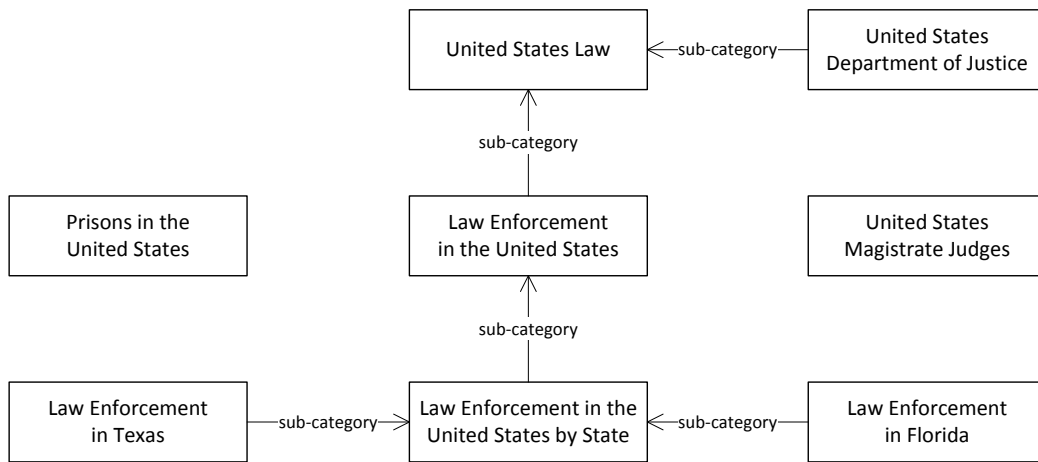 United States Law
sub-category
United States
Department of Justice
sub-category
Prisons in the
United States
Law Enforcement
in the United States
United States
Magistrate Judges
sub-category
Law Enforcement
in Texas
sub-category
Law Enforcement in the
United States by State
sub-category
Law Enforcement
in Florida